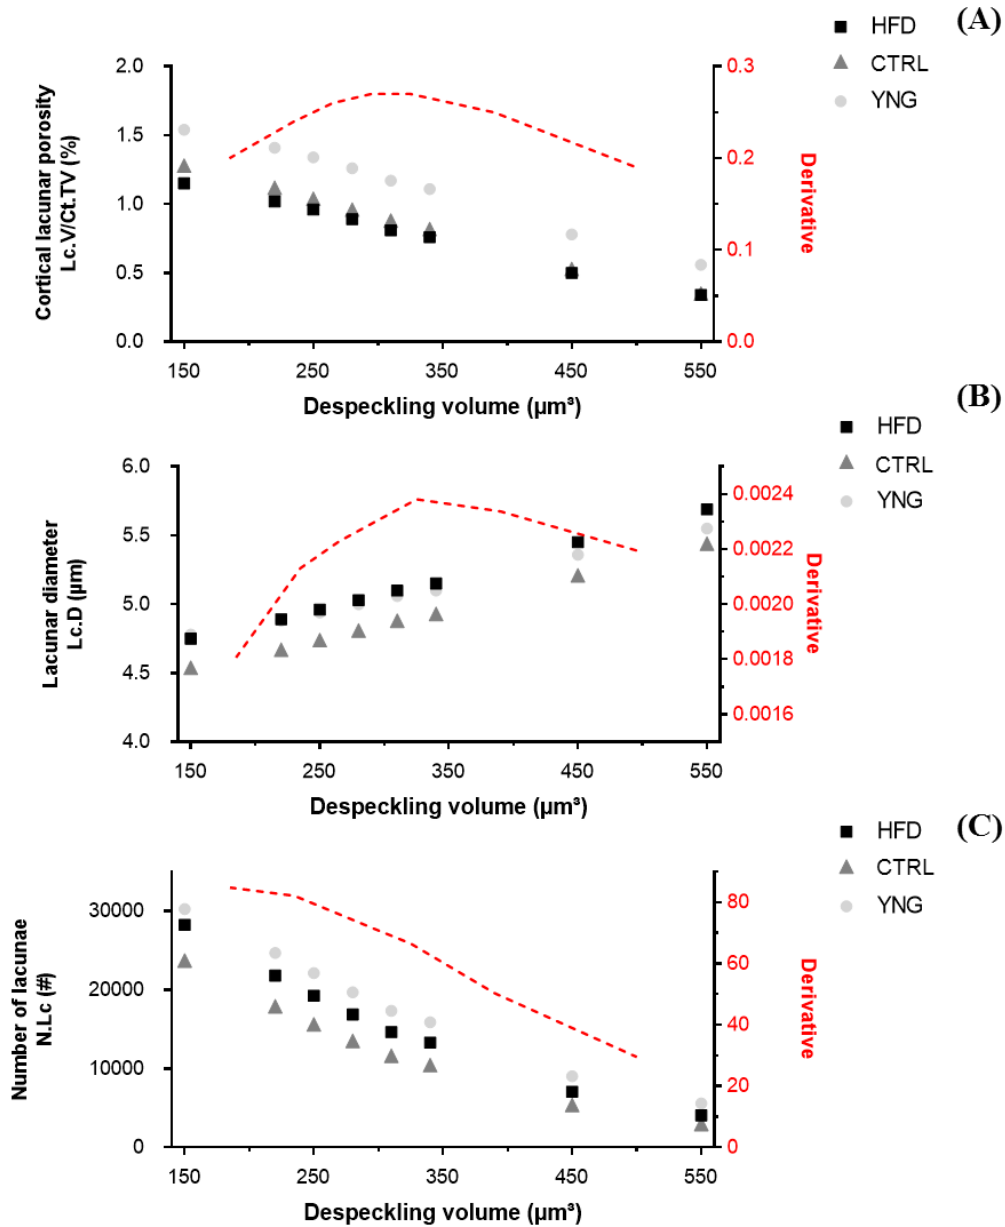 (A)
HFD
CTRL
YNG
2.0
1.5
1.0
0.5
0.0
Cortical lacunar porosity
Lc.V/Ct.TV (%)
0.3
0.2
0.1
0.0
Derivative
150
250
350
450
550
Despeckling volume (µm³)
(B)
HFD
CTRL
YNG
6.0
5.5
5.0
4.5
4.0
Lacunar diameter
Lc.D (µm)
0.0024
0.0022
0.0020
0.0018
0.0016
Derivative
150
250
350
450
550
Despeckling volume (µm³)
(C)
HFD
CTRL
YNG
30000
20000
10000
0
Number of lacunae
N.Lc (#)
80
60
40
20
0
Derivative
150
250
350
450
550
Despeckling volume (µm³)